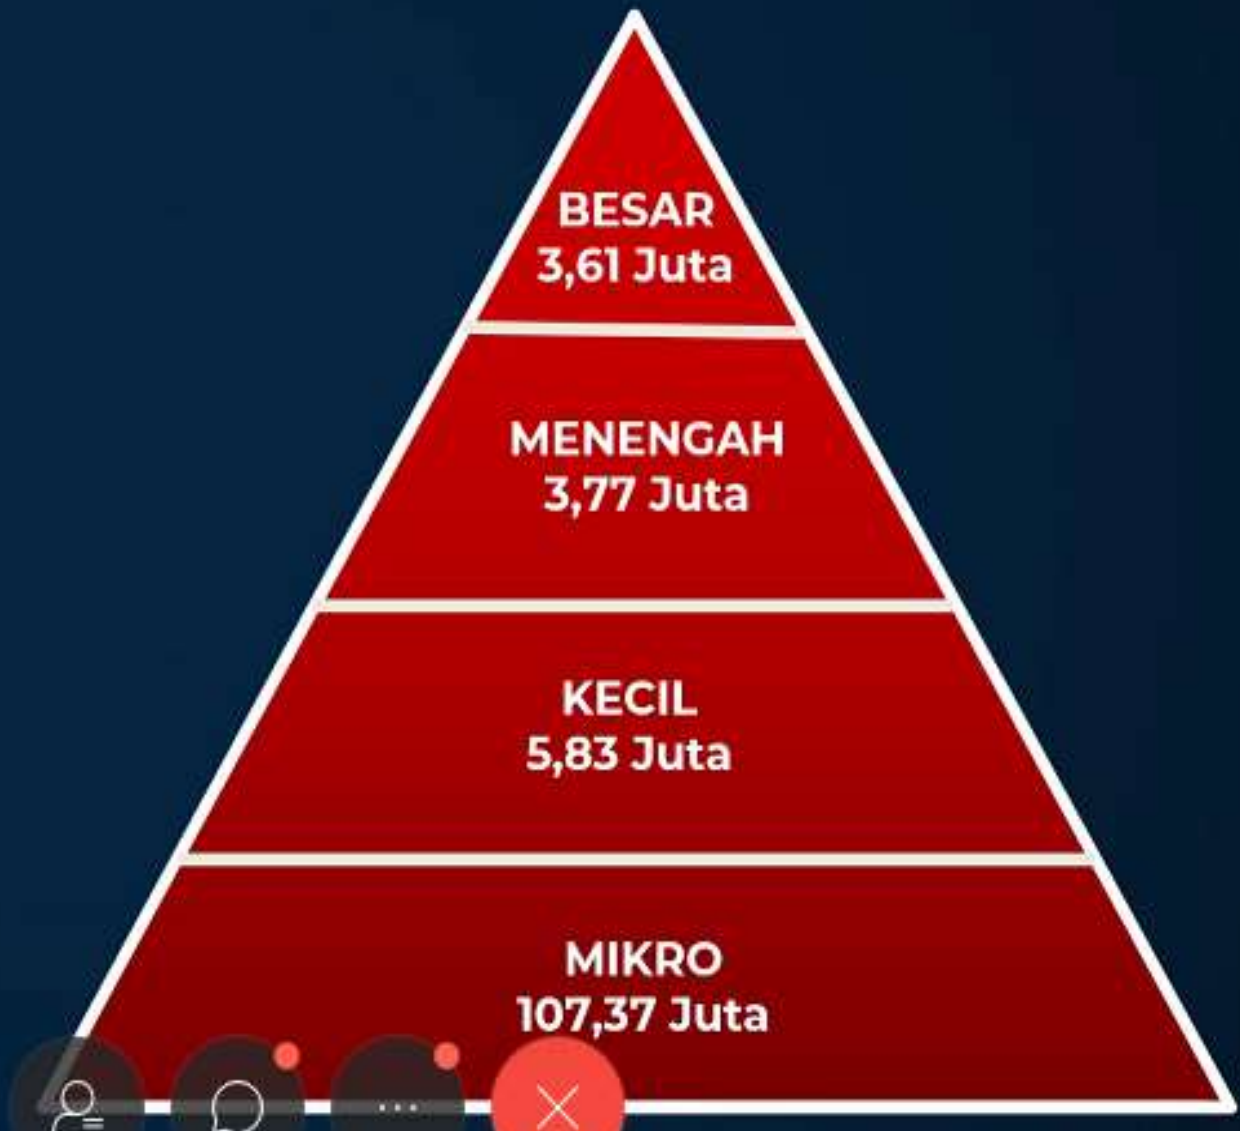 BESAR
3,61 Juta
MENENGAH
3,77 Juta
KECIL
5,83 Juta
MIKRO
107,37 Juta